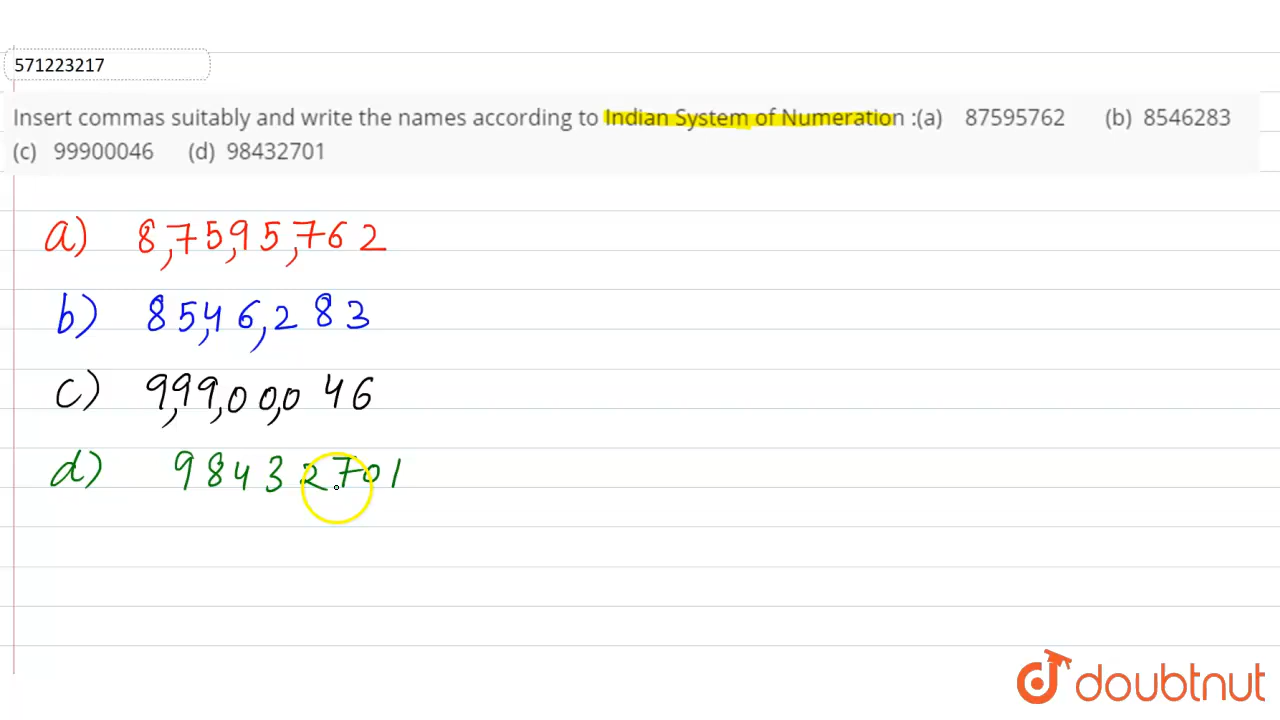 571223217
Insert commas suitably and write the names according to Indian System of Numeration :(a) 87595762 (b) 8546283
(c) 99900046 (d) 98432701
a) 8,75,95,762
b) 85,46,283
c) 9,99,00,046
d) 98432701
doubtnut